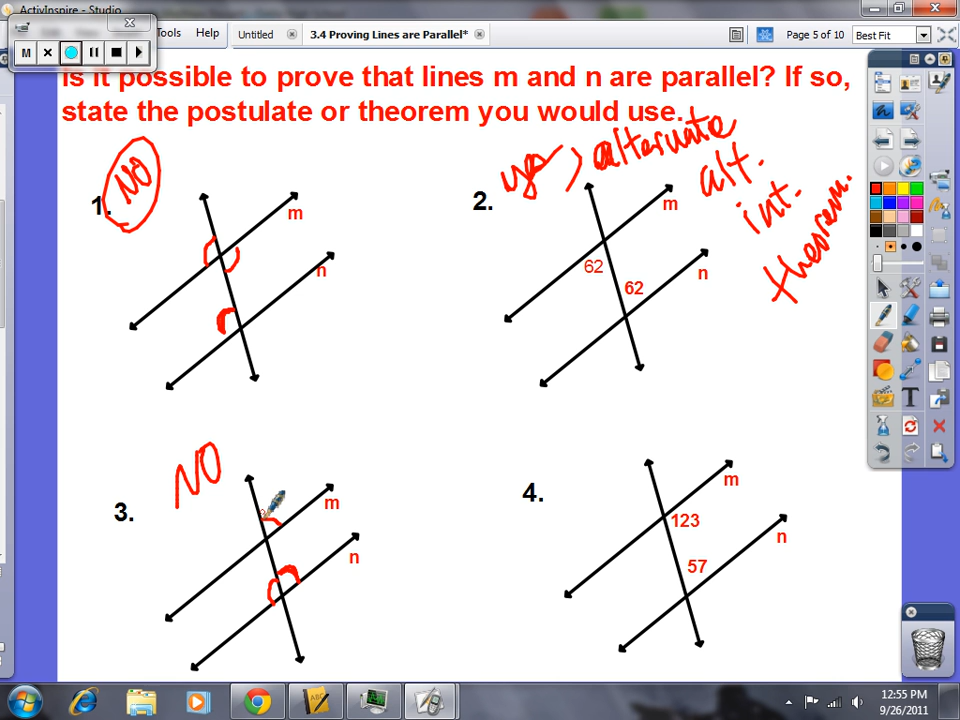 ActivInspire - Studio
Tools Help Untitled 3.4 Proving Lines are Parallel* Page 5 of 10 Best Fit
M
Is it possible to prove that lines m and n are parallel? If so,
state the postulate or theorem you would use.
1. NO
m
n
2. yes alternate
alt.
int.
theorem.
m
n
62
62
3. NO
m
n
4.
m
n
123
57
T
ABC
12:55 PM
9/26/2011